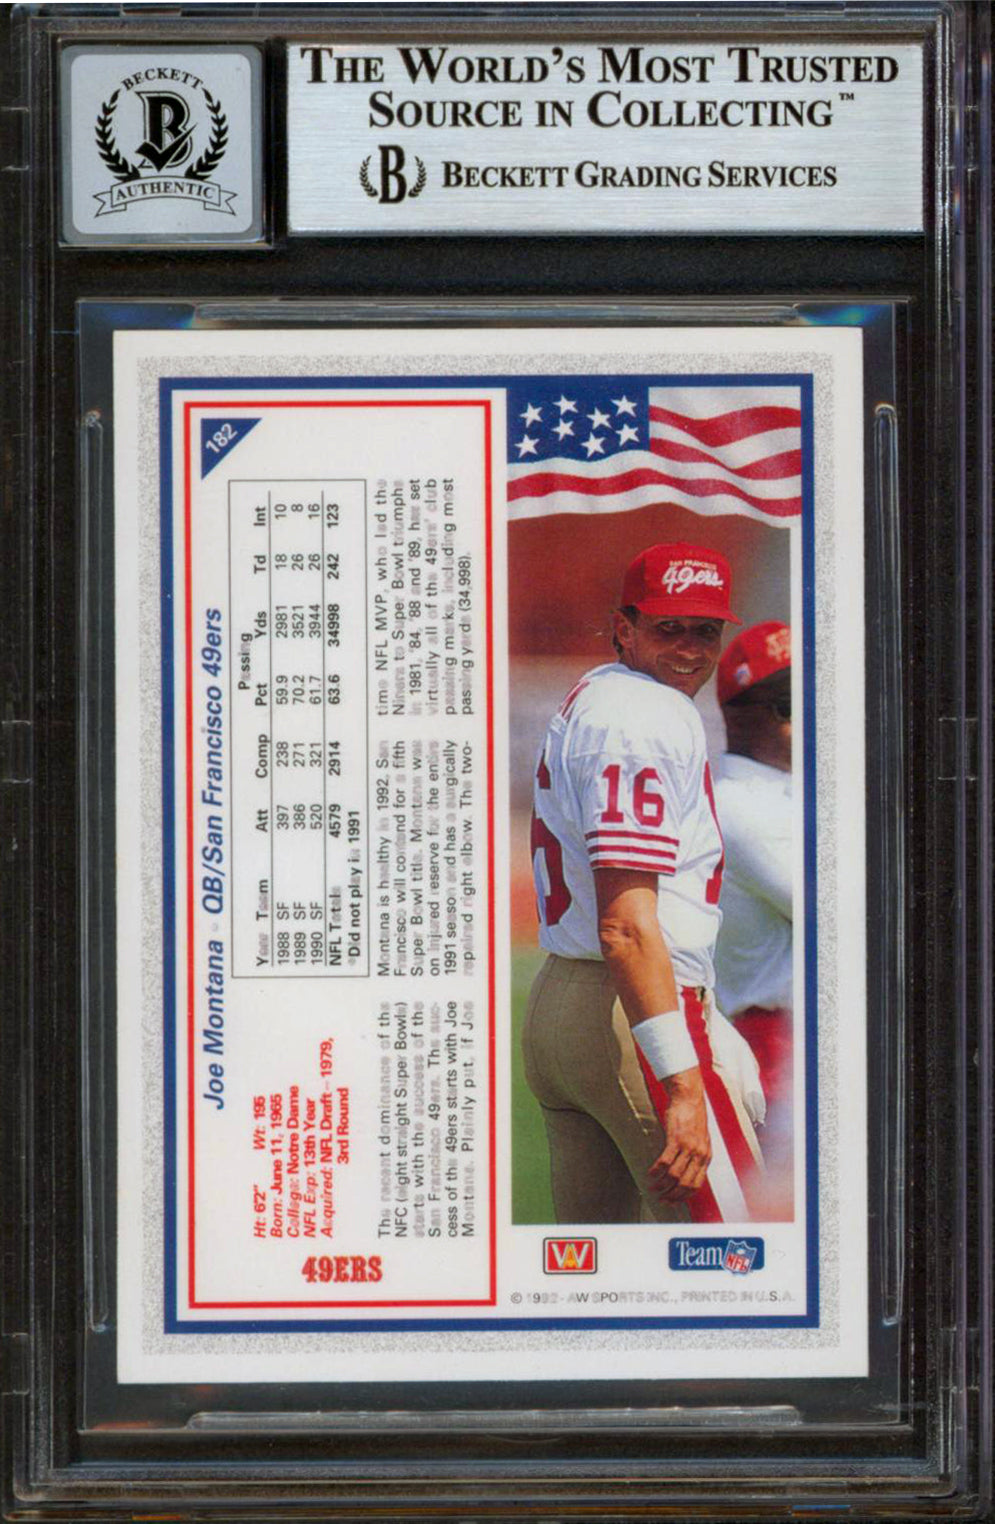 THE WORLD'S MOST TRUSTED
SOURCE IN COLLECTING™
B BECKETT GRADING SERVICES
BECKETT
B
AUTHENTIC
182
Joe Montana - QB/San Francisco 49ers
Ht: 62" Wt: 195
Born: June 11, 1965
College: Notre Dame
NFL Exp: 13th Year
Acquired: NFL Draft – 1979,
3rd Round
49ERS
Passing
Year Team Att Comp Pct Yds Td Int
1988 SF 397 238 59.9 2981 18 10
1989 SF 386 271 70.2 3521 26 8
1990 SF 520 321 61.7 3944 26 16
NFL Totals 4579 2914 63.6 34998 242 123
*Did not play in 1991
The recent dominance of the
NFC (eight straight Super Bowls)
starts with the success of the
San Francisco 49ers. The suc-
cess of the 49ers starts with Joe
Montana. Plainly put, if Joe
Montana is healthy in 1992, San
Francisco will contend for a fifth
Super Bowl title. Montana was
on injured reserve for the entire
1991 season and has a surgically
repaired right elbow. The two-
time NFL MVP, who led the
Niners to Super Bowl triumphs
in 1981, '84, '88 and '89, has set
virtually all of the 49ers' club
passing marks, including most
passing yards (34,998).
SAN FRANCISCO
49ers
16
16
Team NFL
© 1992 - AW SPORTS INC., PRINTED IN U.S.A.